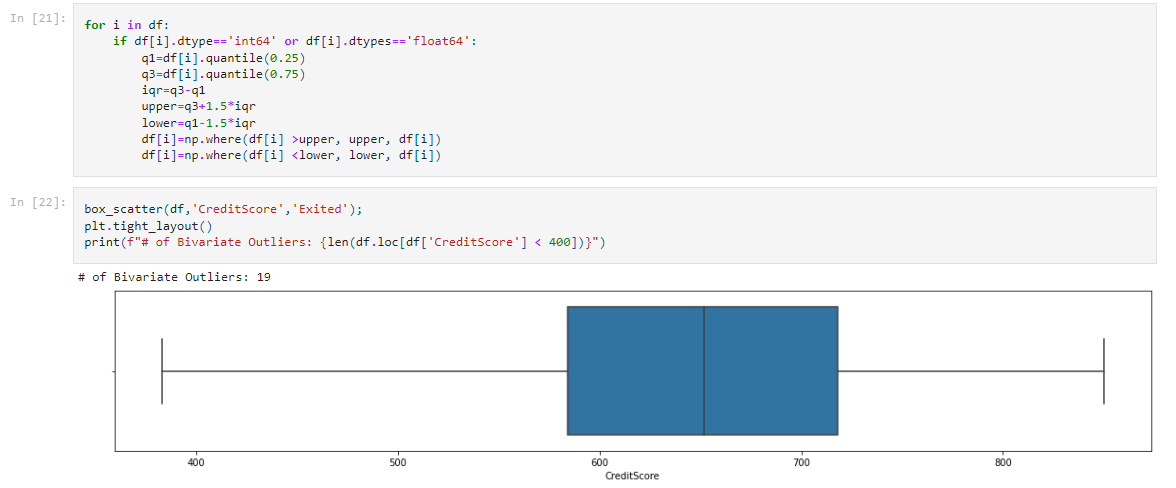 In [21]:
for i in df:
if df[i].dtype=='int64' or df[i].dtypes=='float64':
q1=df[i].quantile(0.25)
q3=df[i].quantile(0.75)
iqr=q3-q1
upper=q3+1.5*iqr
lower=q1-1.5*iqr
df[i]=np.where(df[i] >upper, upper, df[i])
df[i]=np.where(df[i] <lower, lower, df[i])
In [22]:
box_scatter(df,'CreditScore','Exited');
plt.tight_layout()
print(f"# of Bivariate Outliers: {len(df.loc[df['CreditScore'] < 400])}")
# of Bivariate Outliers: 19
400 500 600 700 800
CreditScore